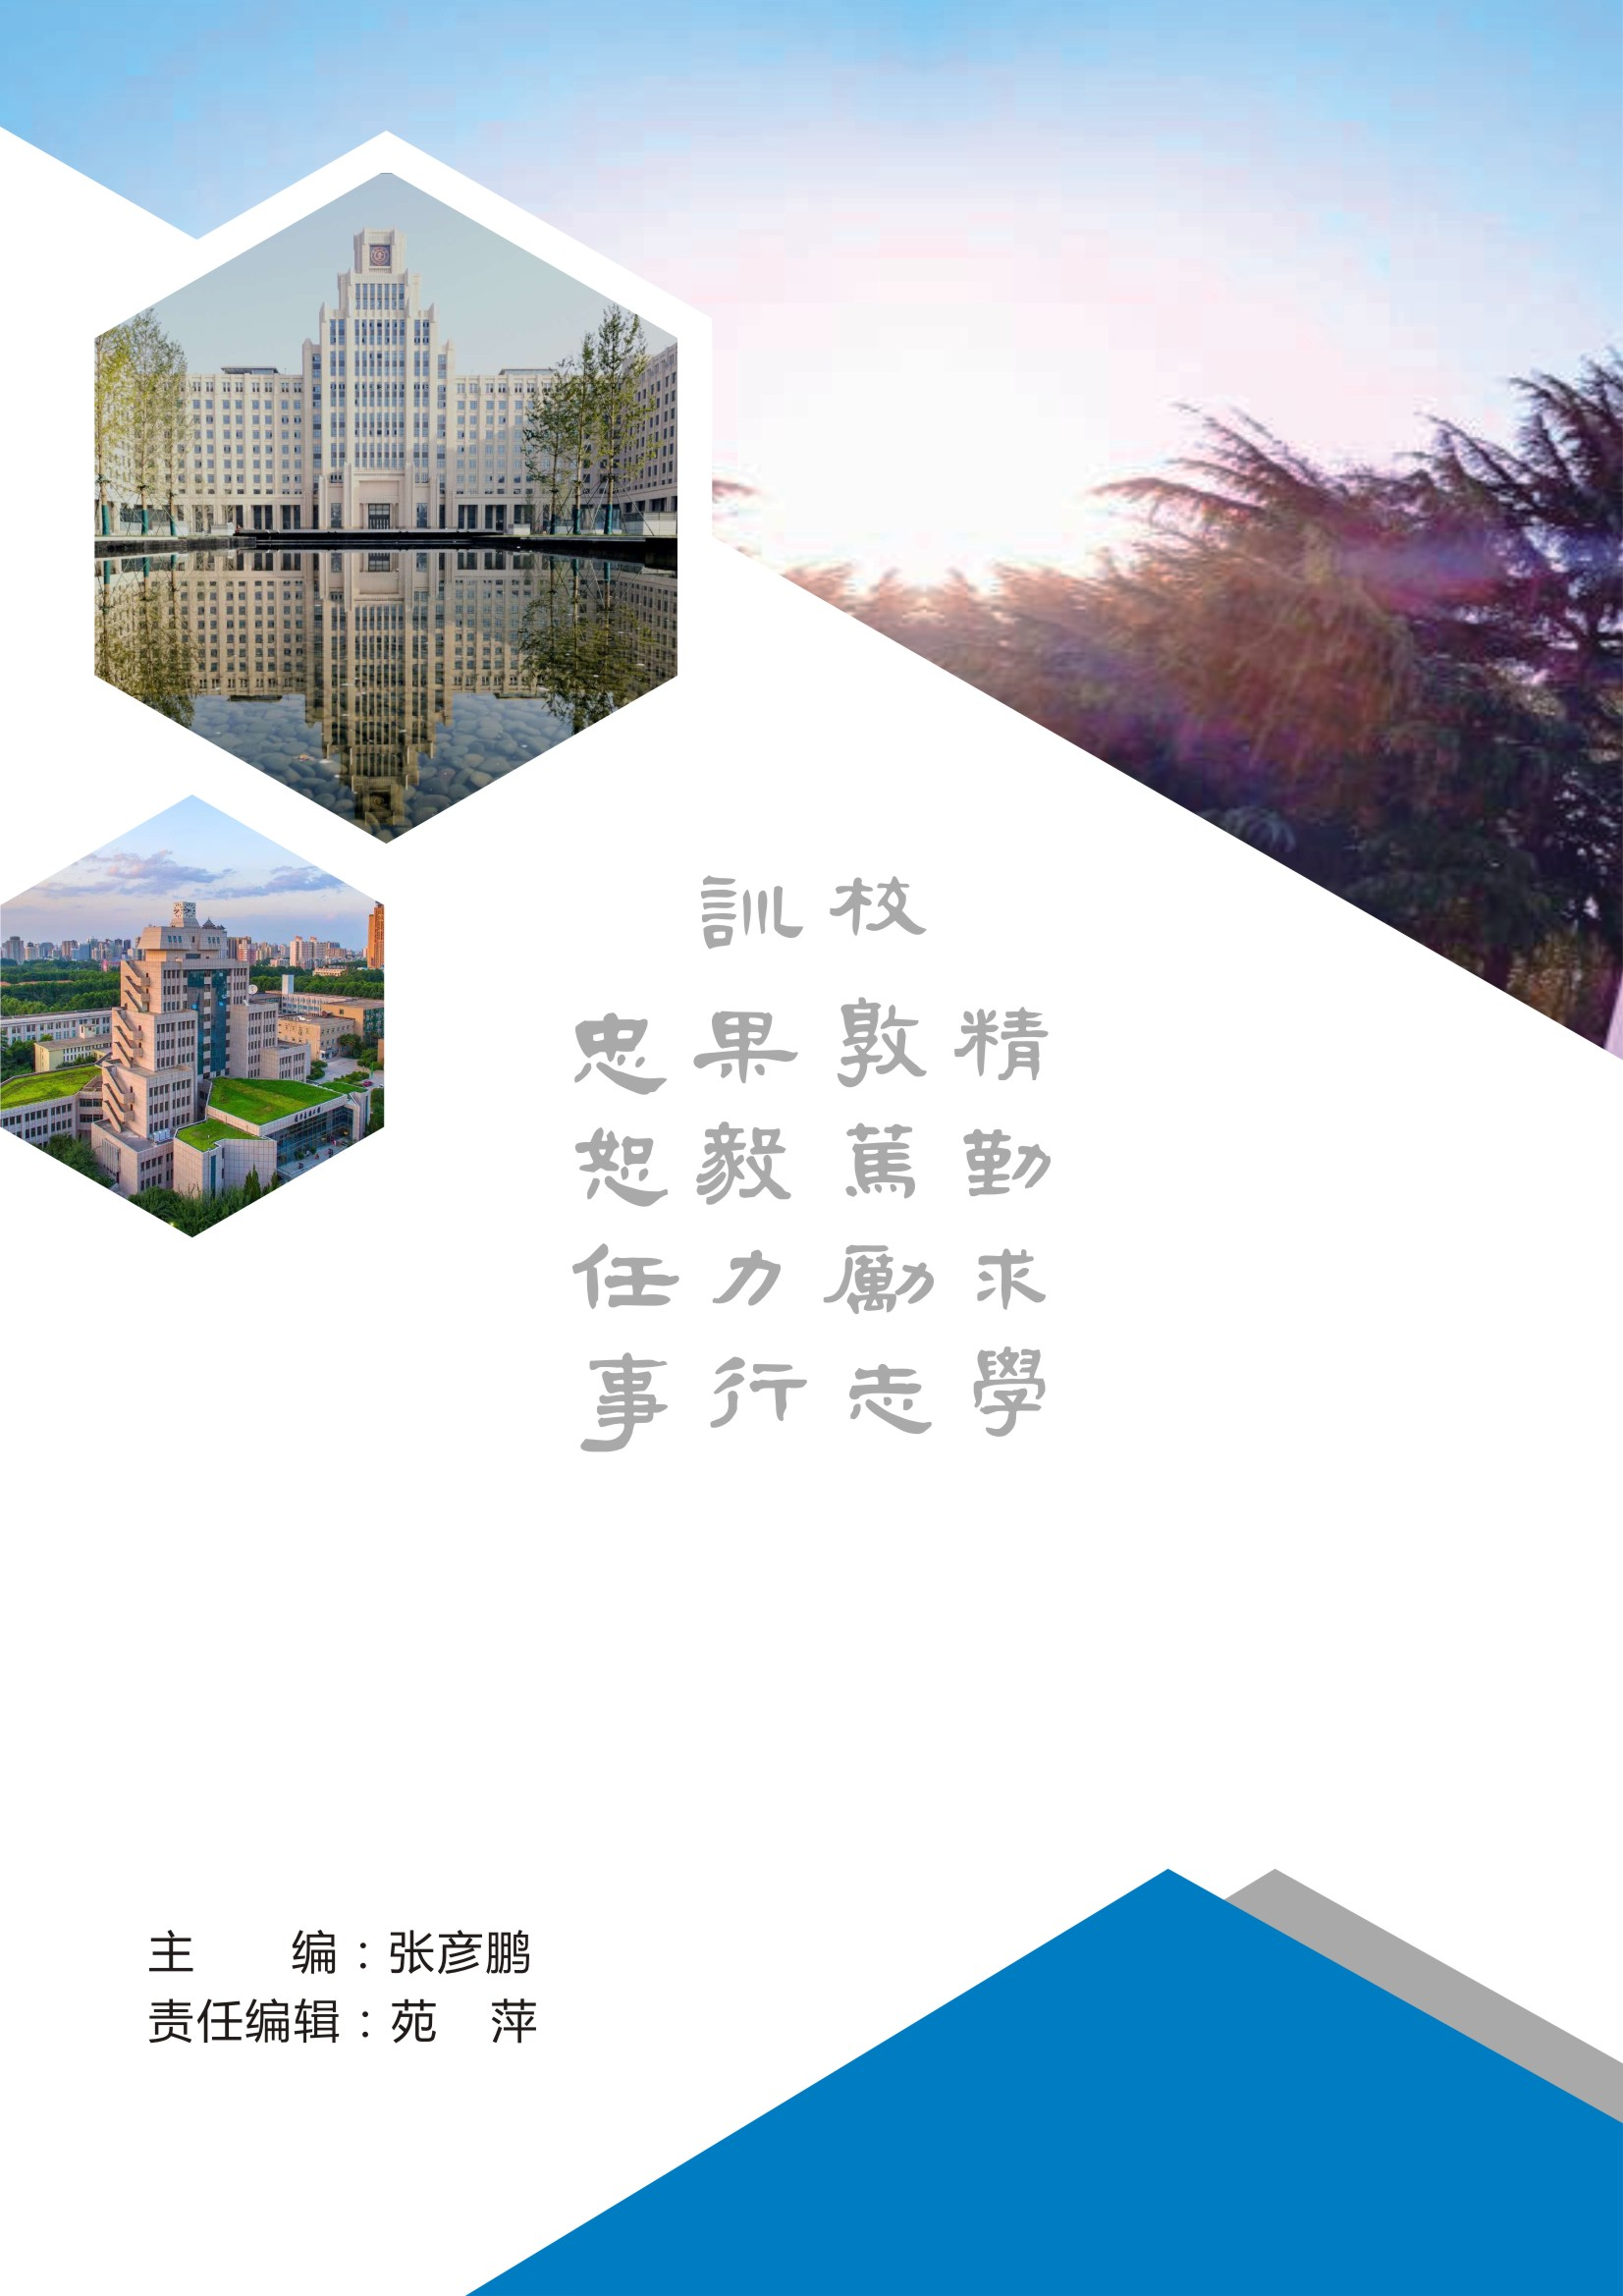 校訓
精勤求學
敦篤勵志
果毅力行
忠恕任事
主　　编：张彦鹏
责任编辑：苑　萍